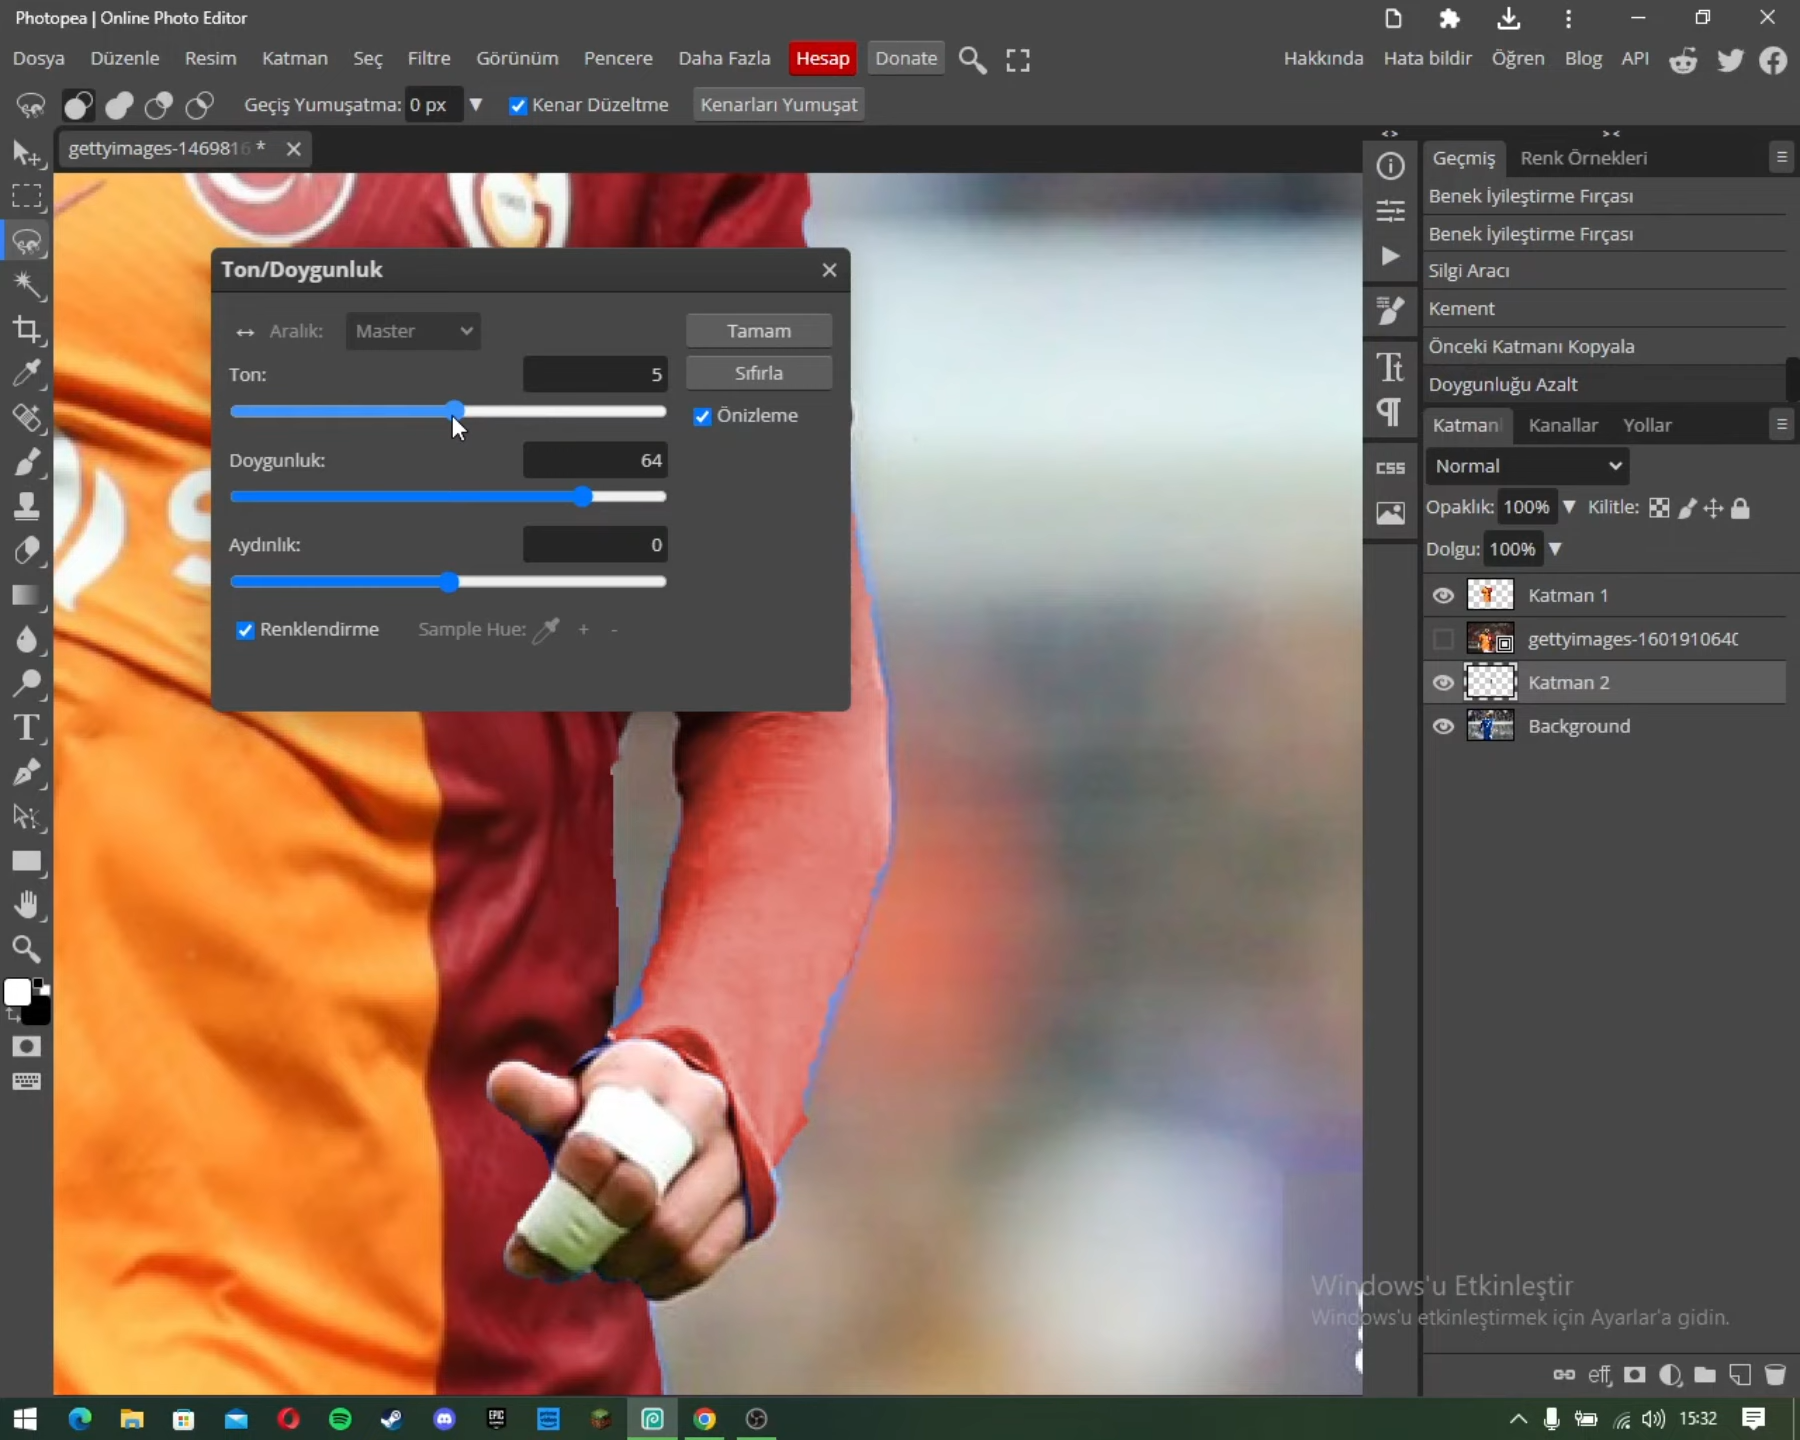 Photopea | Online Photo Editor
Dosya Düzenle Resim Katman Seç Filtre Görünüm Pencere Daha Fazla Hesap Donate Hakkında Hata bildir Öğren Blog API
Geçiş Yumuşatma: 0 px Kenar Düzeltme Kenarları Yumuşat
gettyimages-1469816 *
Geçmiş Renk Örnekleri
Benek İyileştirme Fırçası
Benek İyileştirme Fırçası
Silgi Aracı
Kement
Önceki Katmanı Kopyala
Doygunluğu Azalt
Ton/Doygunluk
Aralık: Master Tamam
Ton: 5 Sıfırla
Önizleme
Doygunluk: 64
Aydınlık: 0
Renklendirme Sample Hue: + -
Katmanl Kanallar Yollar
CSS
Normal
Opaklık: 100% Kilitle:
Dolgu: 100%
Katman 1
gettyimages-1601910640
Katman 2
Background
Windows'u Etkinleştir
Windows'u etkinleştirmek için Ayarlar'a gidin.
eff
15:32